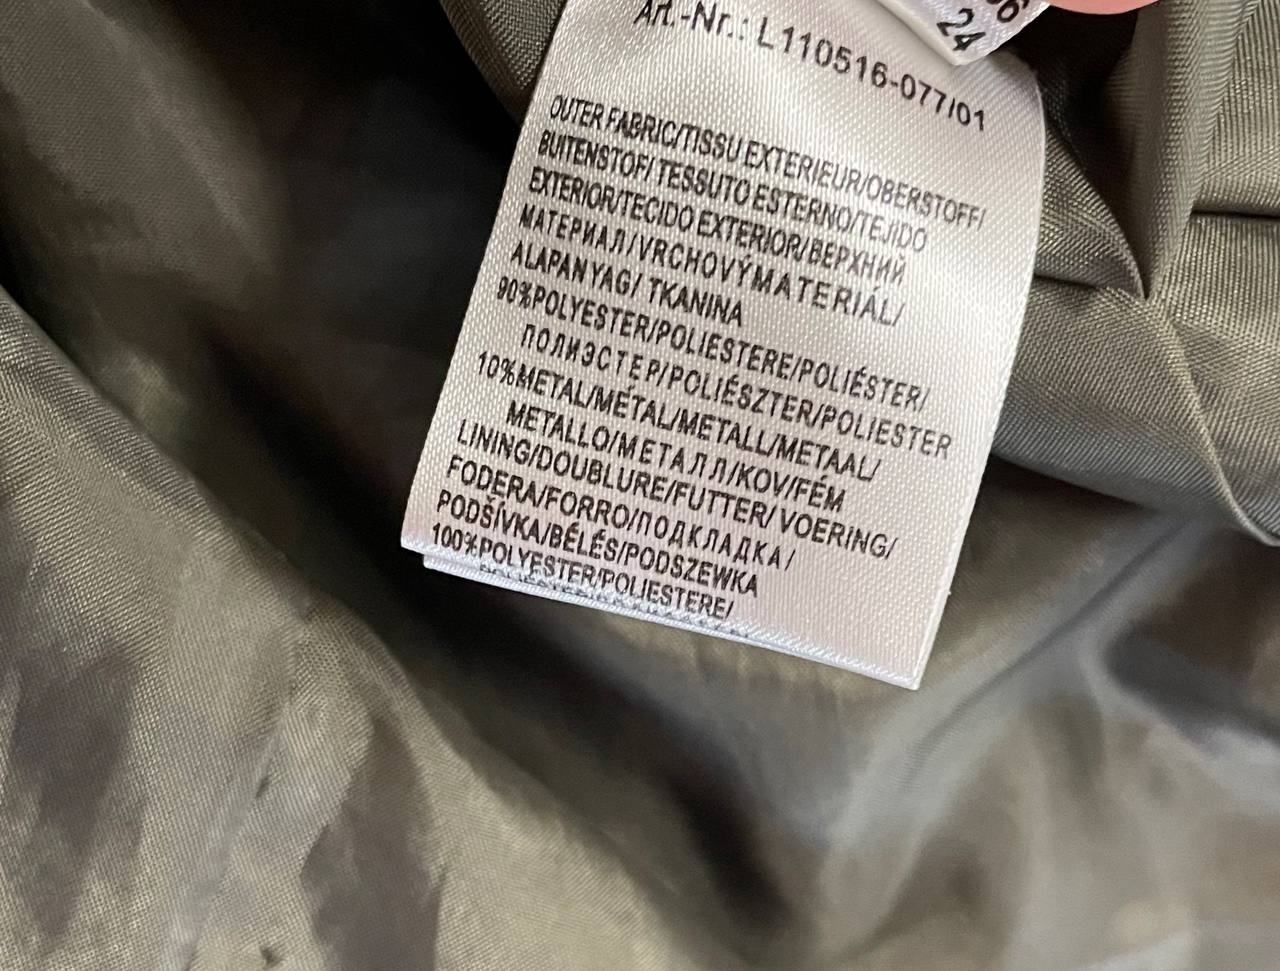 24
Art.-Nr.: L110516-077/01
OUTER FABRIC/TISSU EXTERIEUR/OBERSTOFF/
BUITENSTOF/ TESSUTO ESTERNO/TEJIDO
EXTERIOR/TECIDO EXTERIOR/ВЕРХНИЙ
МАТЕРИАЛ/VRCHOVÝ MATERIÁL/
ALAPANYAG/ TKANINA
90%POLYESTER/POLIESTERE/POLIÉSTER/
ПОЛИЭСТЕР/POLIÉSZTER/POLIESTER
10%METAL/MÉTAL/METALL/METAAL/
METALLO/МЕТАЛЛ/KOV/FÉM
LINING/DOUBLURE/FUTTER/ VOERING/
FODERA/FORRO/ПОДКЛАДКА/
PODŠÍVKA/BÉLÉS/PODSZEWKA
100%POLYESTER/POLIESTERE/